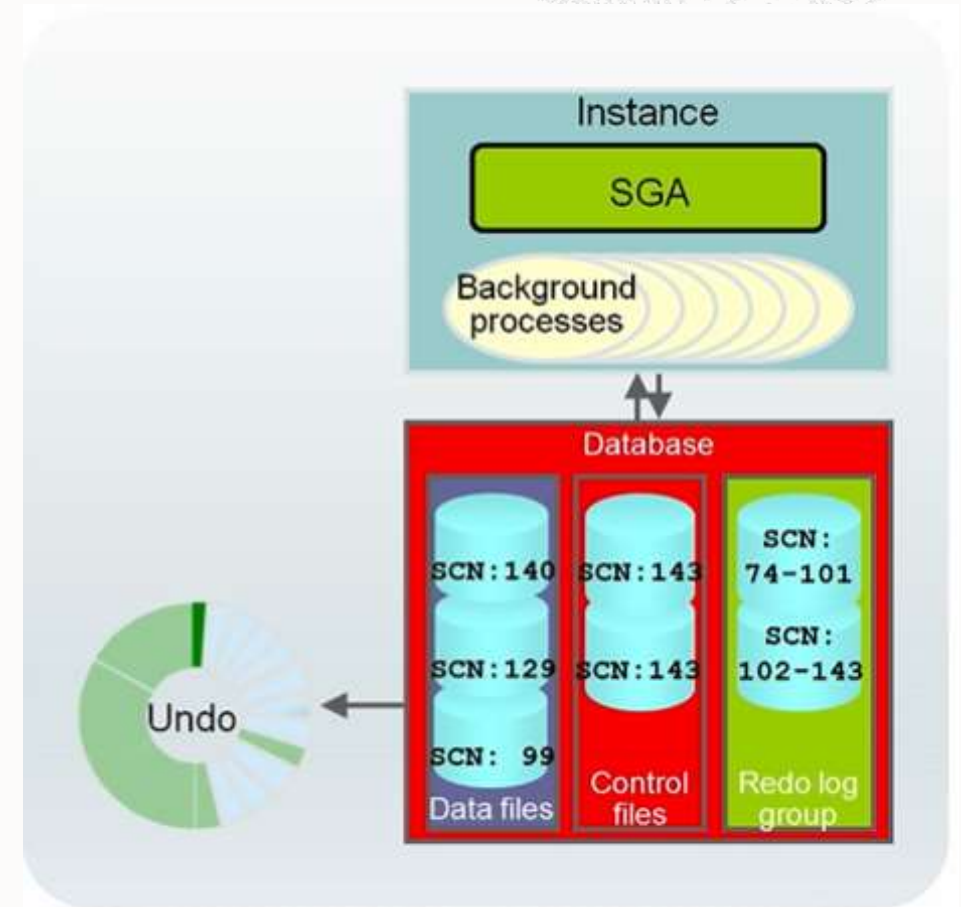 Instance
SGA
Background
processes
Database
SCN:140
SCN:129
SCN: 99
Data files
SCN:143
SCN:143
Control
files
SCN:
74-101
SCN:
102-143
Redo log
group
Undo